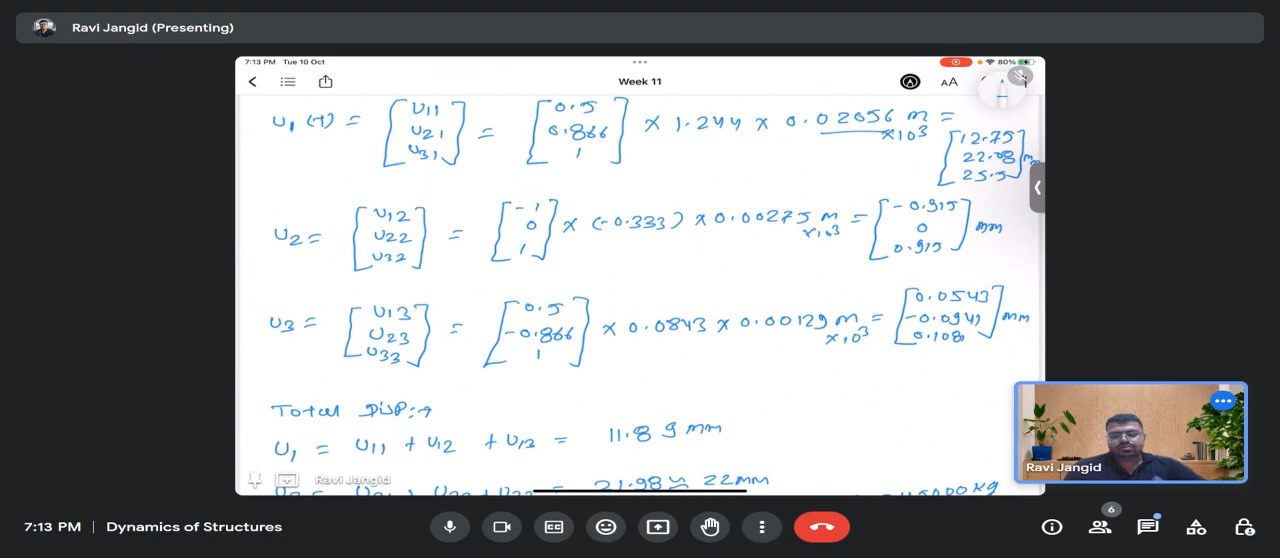 Ravi Jangid (Presenting)
7:13 PM Tue 10 Oct
80%
Week 11
AA
U1 (t) = [U11 U21 U31] = [0.5 0.866 1] × 1.244 × 0.02056 m ×10³ = [12.75 22.08 25.5] mm
U2 = [U12 U22 U32] = [-1 0 1] × (-0.333) × 0.00275 m ×10³ = [-0.915 0 0.915] mm
U3 = [U13 U23 U33] = [0.5 -0.866 1] × 0.0843 × 0.00129 m ×10³ = [0.0543 -0.0941 0.108] mm
Total Disp:→
U1 = U11 + U12 + U13 = 11.89 mm
Ravi Jangid
= 21.98 ≈ 22 mm
Ravi Jangid
7:13 PM | Dynamics of Structures
CC
6